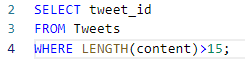 2 SELECT tweet_id
3 FROM Tweets
4 WHERE LENGTH(content)>15;